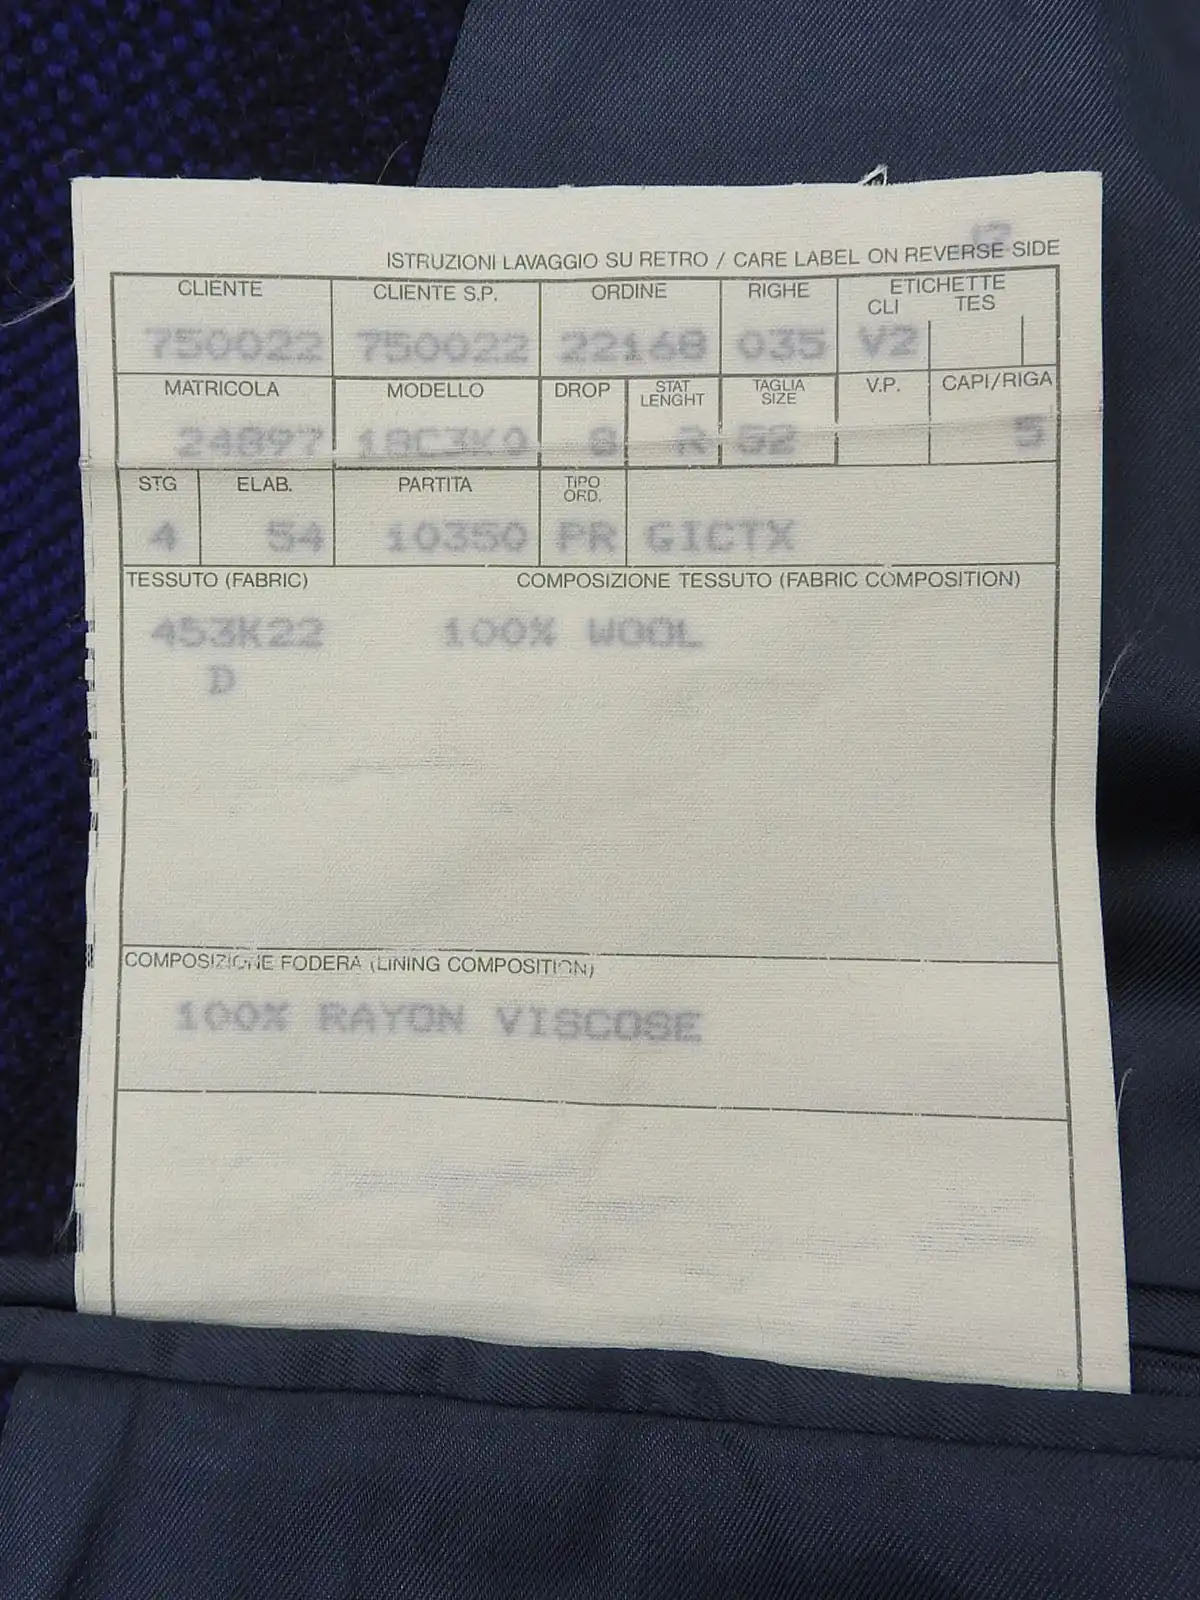 ISTRUZIONI LAVAGGIO SU RETRO / CARE LABEL ON REVERSE SIDE
CLIENTE CLIENTE S.P. ORDINE RIGHE ETICHETTE
CLI TES
750022 750022 22168 035 V2
MATRICOLA MODELLO DROP STAT LENGHT TAGLIA SIZE V.P. CAPI/RIGA
24897 18C3K0 8 R 52 5
STG ELAB. PARTITA TIPO ORD.
4 54 10350 PR GICTX
TESSUTO (FABRIC) COMPOSIZIONE TESSUTO (FABRIC COMPOSITION)
453K22 100% WOOL
D
COMPOSIZIONE FODERA (LINING COMPOSITION)
100% RAYON VISCOSE